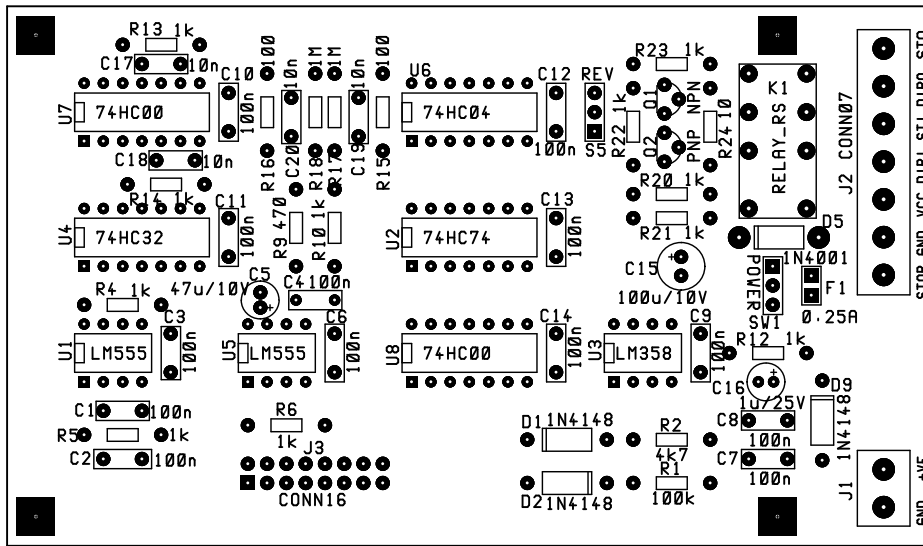 R13 1k
C17 10n
U7 74HC00
C10 100n
C18 10n
R14 1k
R16 100
C20 10n
R18 1M
R17 1M
C19 10n
R15 100
U6 74HC04
C12 100n
REV
S5
R23 1k
R22 1k
Q1 NPN
Q2 PNP
R24 10
R20 1k
R21 1k
K1
RELAY_RS
J2 CONN07
U4 74HC32
C11 100n
R9 470
R10 1k
U2 74HC74
C13 100n
C15
100u/10V
D5
1N4001
POWER
SW1
F1
0.25A
47u/10V
C5
C4 100n
R4 1k
U1 LM555
C3 100n
U5 LM555
C6 100n
U8 74HC00
C14 100n
U3 LM358
C9 100n
R12 1k
C16
1u/25V
D9
1N4148
C1 100n
R5 1k
C2 100n
R6
1k
J3
CONN16
D1 1N4148
D2 1N4148
R2
4k7
R1
100k
C8
100n
C7
100n
J1
GND
STOP GND VCC